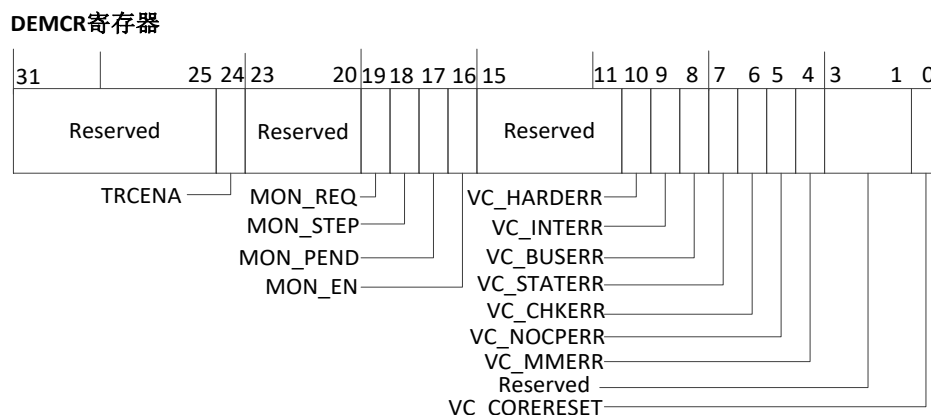 DEMCR寄存器
31 25 24 23 20 19 18 17 16 15 11 10 9 8 7 6 5 4 3 1 0
Reserved Reserved Reserved
TRCENA MON_REQ VC_HARDERR
MON_STEP VC_INTERR
MON_PEND VC_BUSERR
MON_EN VC_STATERR
VC_CHKERR
VC_NOCPERR
VC_MMERR
Reserved
VC_CORERESET